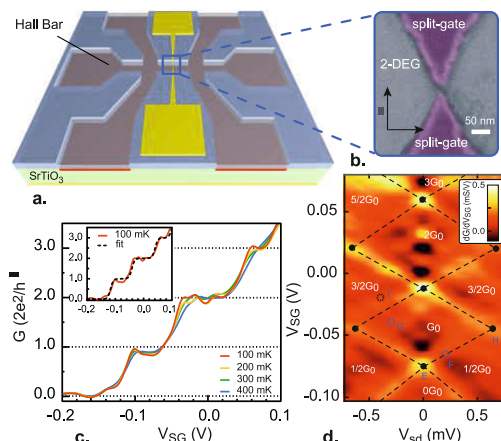 Hall Bar
SrTiO3
a.
split-gate
2-DEG
split-gate
50 nm
b.
G (2e2/h
3.0
2.0
1.0
0.0
-0.2
-0.1
0.0
0.1
VSG (V)
c.
100 mK
200 mK
300 mK
400 mK
100 mK
fit
3.0
2.0
1.0
0.0
-0.2
-0.1
0.0
0.1
VSG (V)
0.05
0.00
-0.05
-0.10
-0.5
0.0
0.5
Vsd (V)
d.
dG/dVSG (mS/V)
0.5
0.0
3G0
5/2G0
2G0
3/2G0
3/2G0
G0
1/2G0
1/2G0
0G0